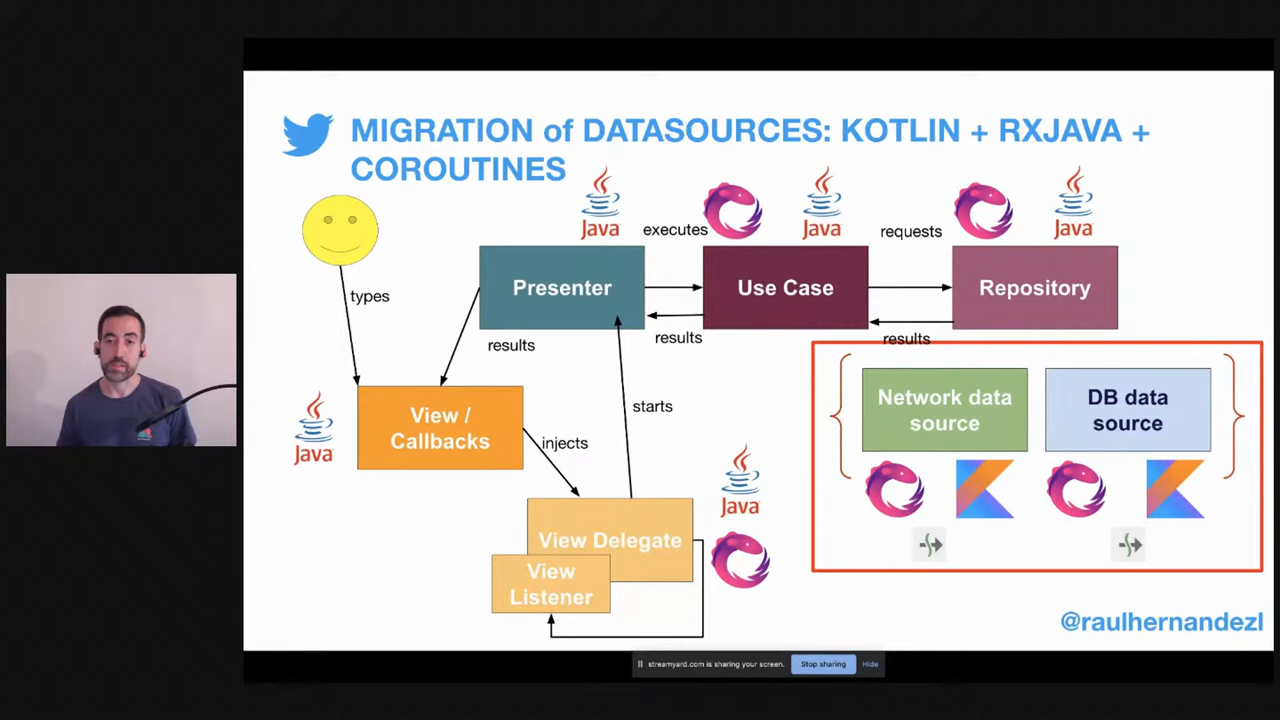 MIGRATION of DATASOURCES: KOTLIN + RXJAVA +
COROUTINES
Java
executes
Java
requests
Java
types
Presenter
Use Case
Repository
results
results
results
Java
View /
Callbacks
injects
starts
Network data
source
DB data
source
Java
View Delegate
View
Listener
@raulhernandezl
streamyard.com is sharing your screen.
Stop sharing
Hide